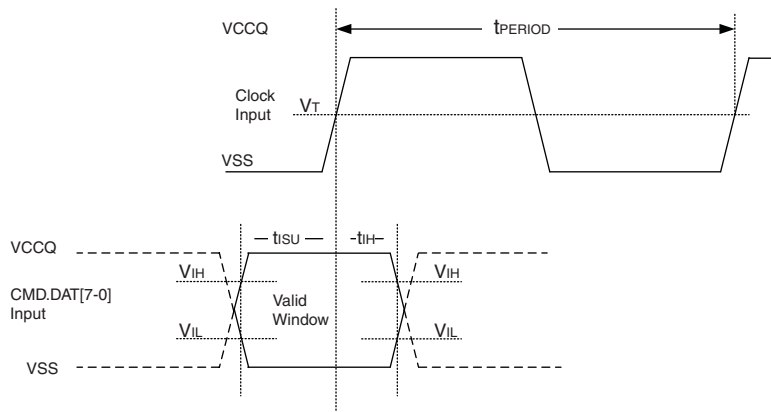 VCCQ
tPERIOD
Clock
Input
VT
VSS
VCCQ
tISU
tIH
VIH
VIH
CMD.DAT[7-0]
Input
Valid
Window
VIL
VIL
VSS